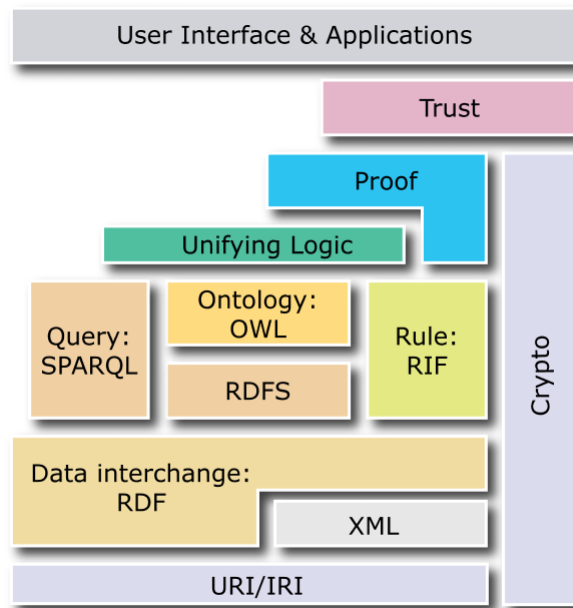 User Interface & Applications
Trust
Proof
Unifying Logic
Query:
SPARQL
Ontology:
OWL
RDFS
Rule:
RIF
Crypto
Data interchange:
RDF
XML
URI/IRI